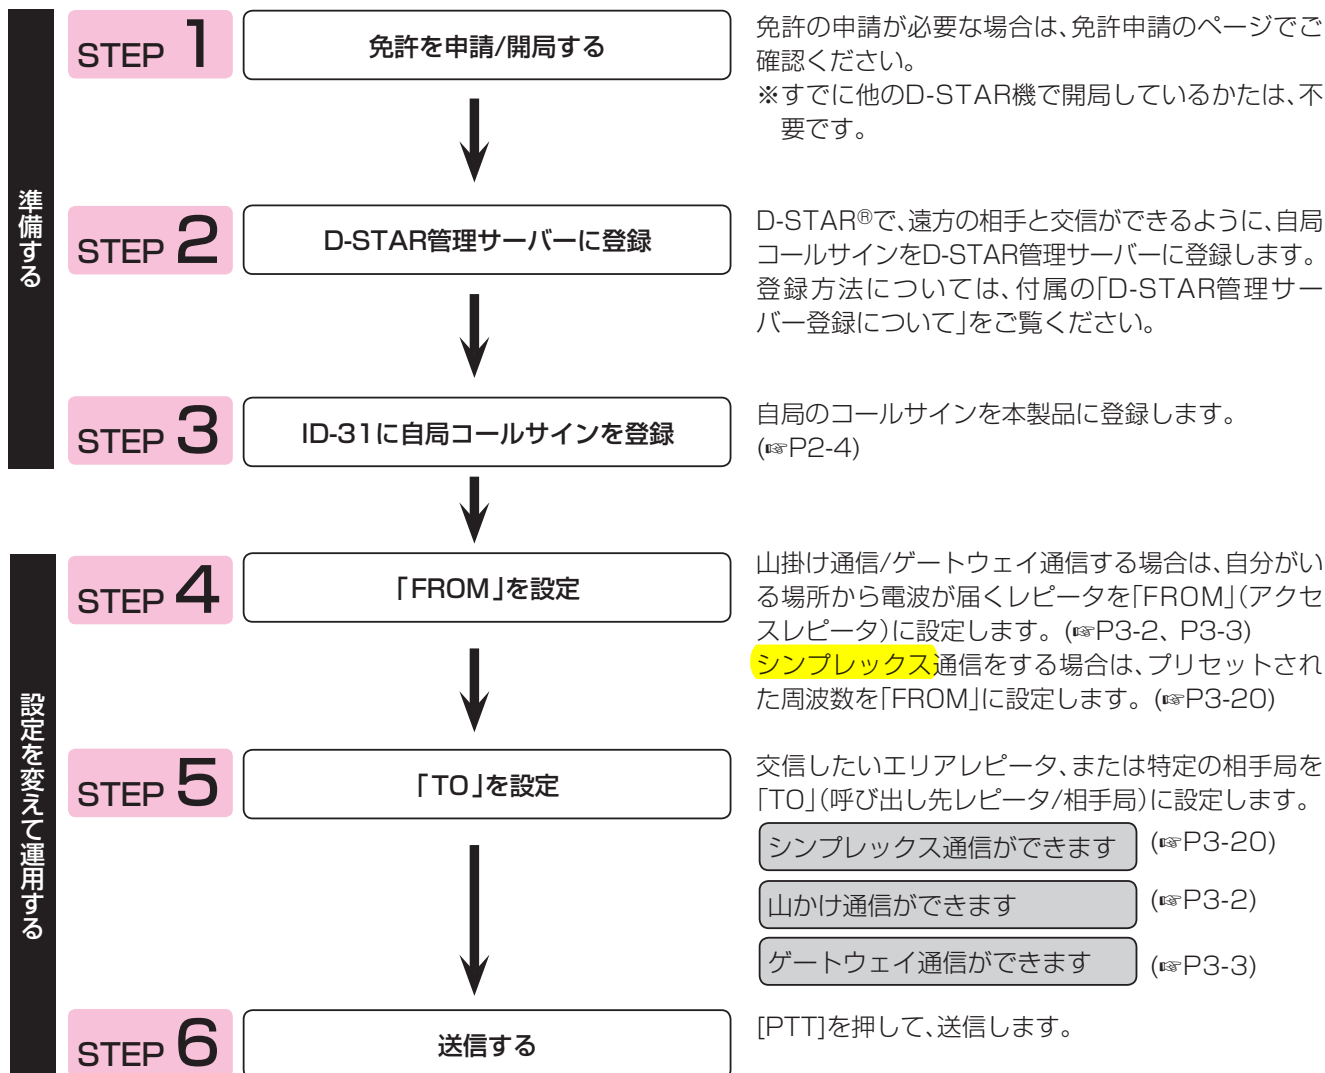 準備する
STEP 1
免許を申請/開局する
免許の申請が必要な場合は、免許申請のページでご
確認ください。
※すでに他のD-STAR機で開局しているかたは、不
要です。
STEP 2
D-STAR管理サーバーに登録
D-STAR®で、遠方の相手と交信ができるように、自局
コールサインをD-STAR管理サーバーに登録します。
登録方法については、付属の「D-STAR管理サー
バー登録について」をご覧ください。
STEP 3
ID-31に自局コールサインを登録
自局のコールサインを本製品に登録します。
(☞P2-4)
設定を変えて運用する
STEP 4
「FROM」を設定
山掛け通信/ゲートウェイ通信する場合は、自分がい
る場所から電波が届くレピータを「FROM」(アクセ
スレピータ)に設定します。(☞P3-2、P3-3)
シンプレックス通信をする場合は、プリセットされ
た周波数を「FROM」に設定します。(☞P3-20)
STEP 5
「TO」を設定
交信したいエリアレピータ、または特定の相手局を
「TO」(呼び出し先レピータ/相手局)に設定します。
シンプレックス通信ができます (☞P3-20)
山かけ通信ができます (☞P3-2)
ゲートウェイ通信ができます (☞P3-3)
STEP 6
送信する
[PTT]を押して、送信します。